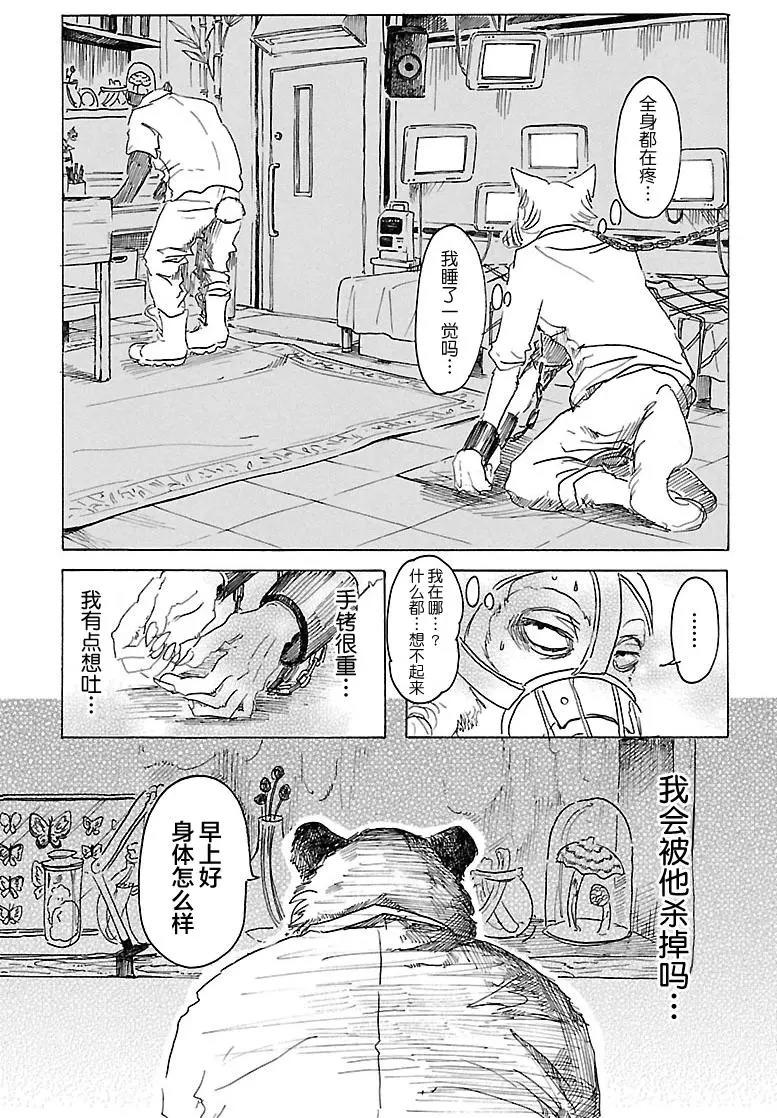 全身都在疼…
我睡了一觉吗…
……
我在哪…?
什么都…想不起来
手铐很重…
我有点想吐…
我会被他杀掉吗…
早上好
身体怎么样